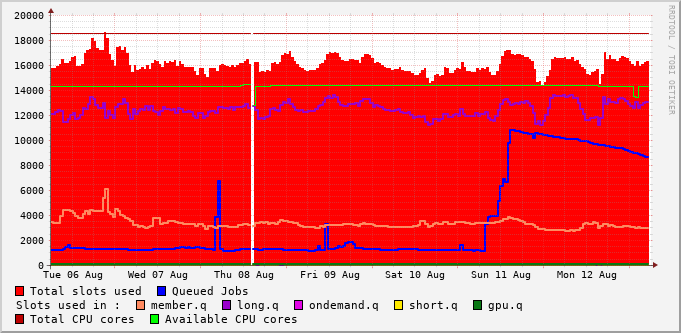 RRDTOOL / TOBI OETIKER
20000
18000
16000
14000
12000
10000
8000
6000
4000
2000
0
Tue 06 Aug Wed 07 Aug Thu 08 Aug Fri 09 Aug Sat 10 Aug Sun 11 Aug Mon 12 Aug
Total slots used Queued Jobs
Slots used in : member.q long.q ondemand.q short.q gpu.q
Total CPU cores Available CPU cores